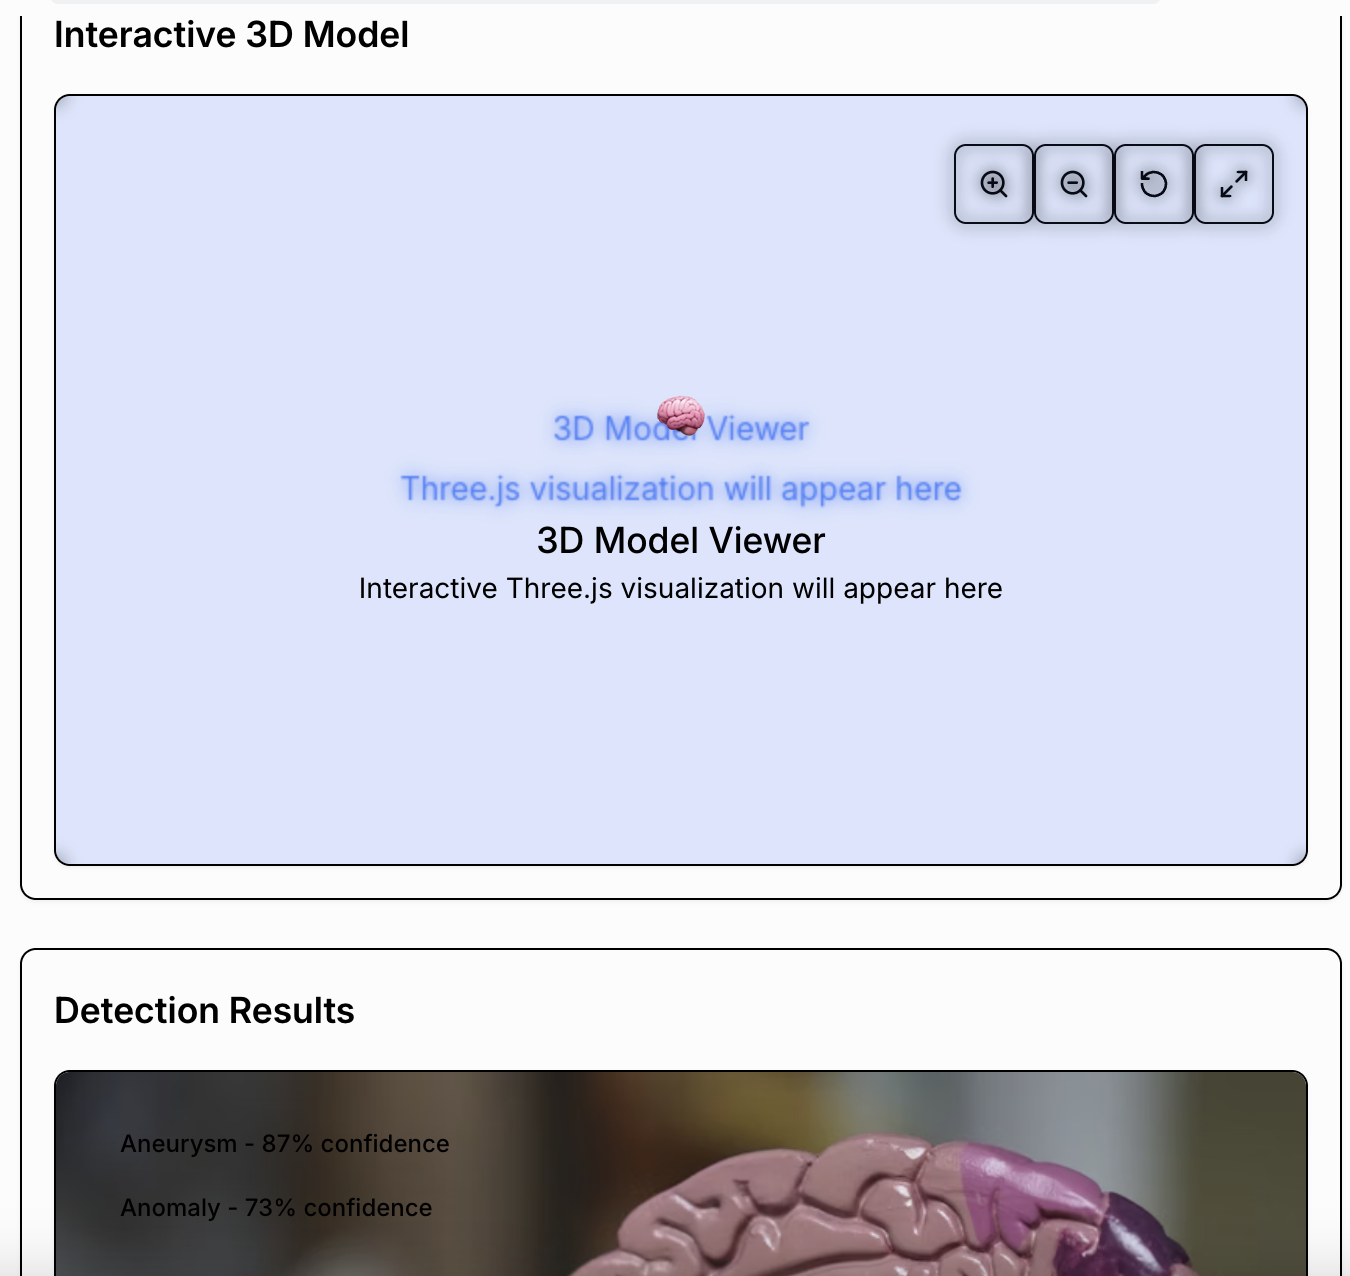 Interactive 3D Model
3D Model Viewer
Three.js visualization will appear here
3D Model Viewer
Interactive Three.js visualization will appear here
Detection Results
Aneurysm - 87% confidence
Anomaly - 73% confidence